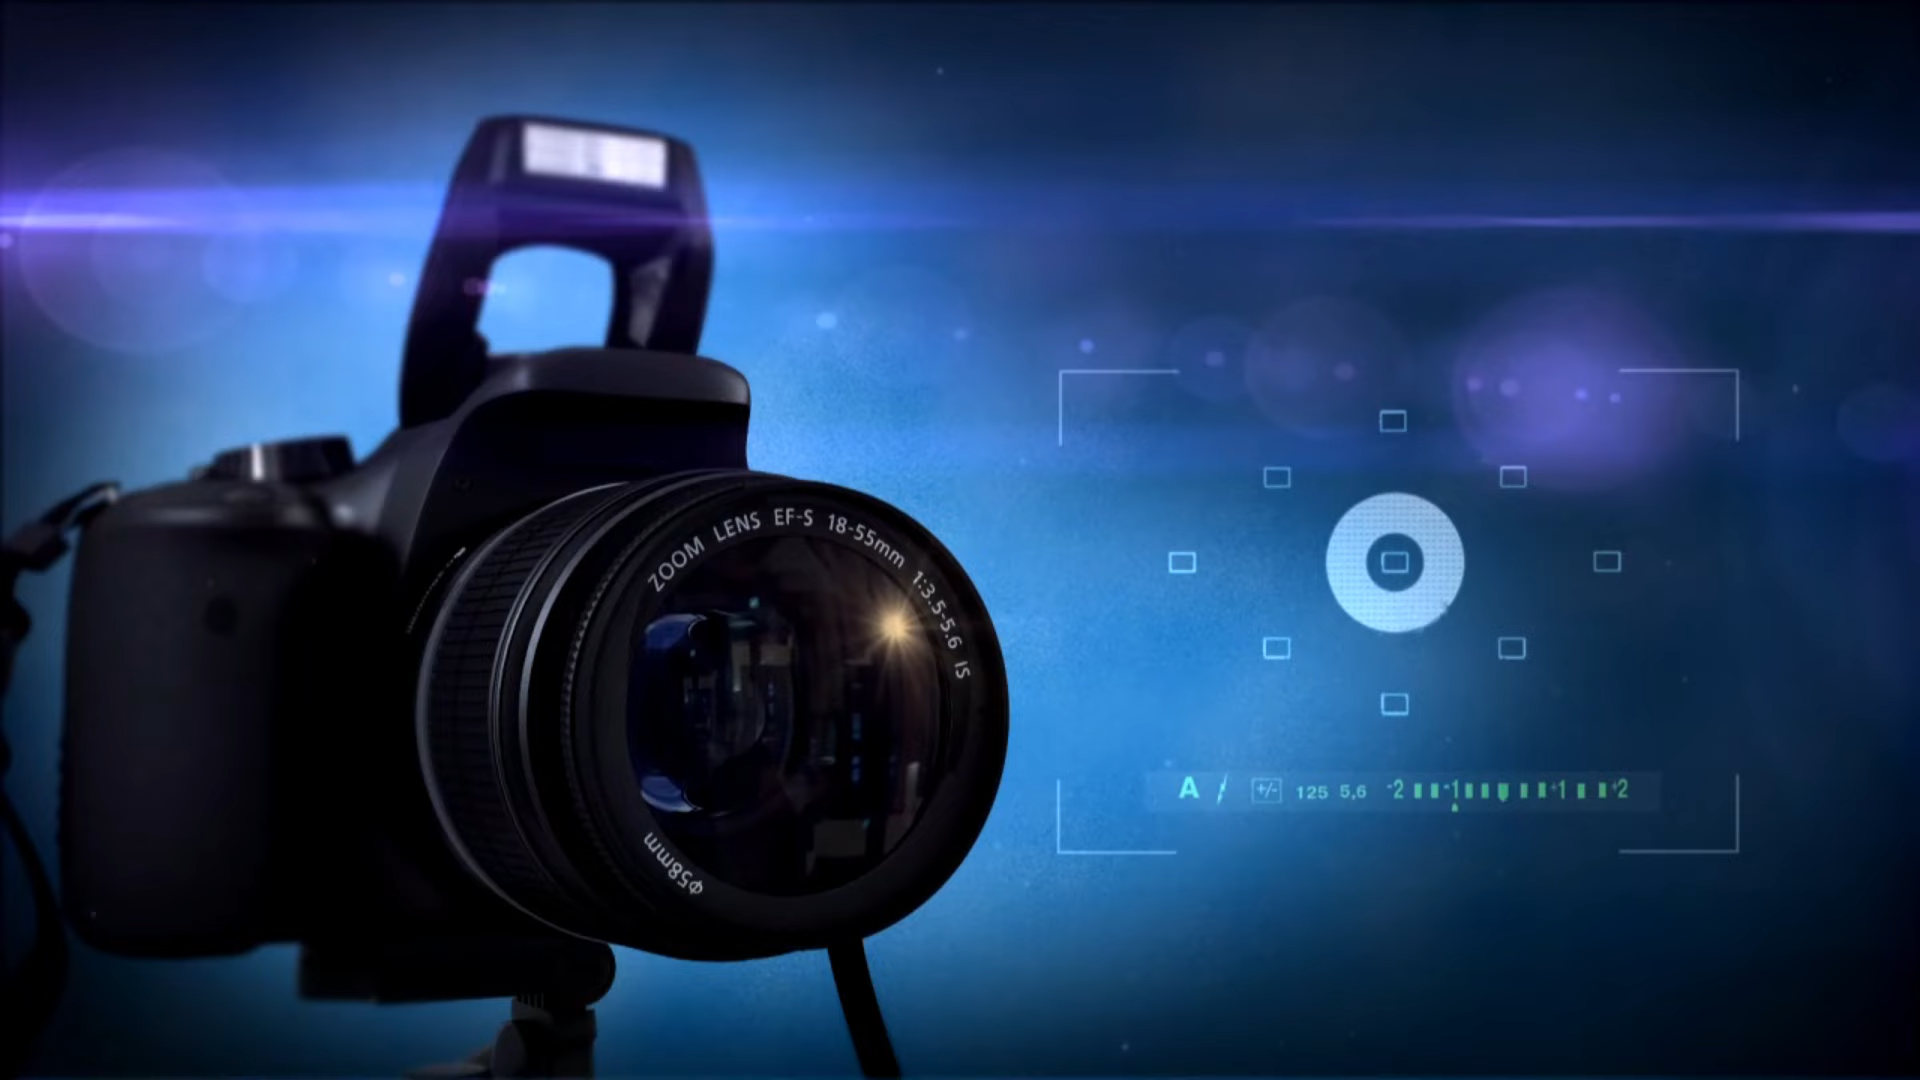 ZOOM LENS EF-S 18-55mm 1:3.5-5.6 IS
φ58mm
A +/- 125 5,6 -2 -1 +1 +2